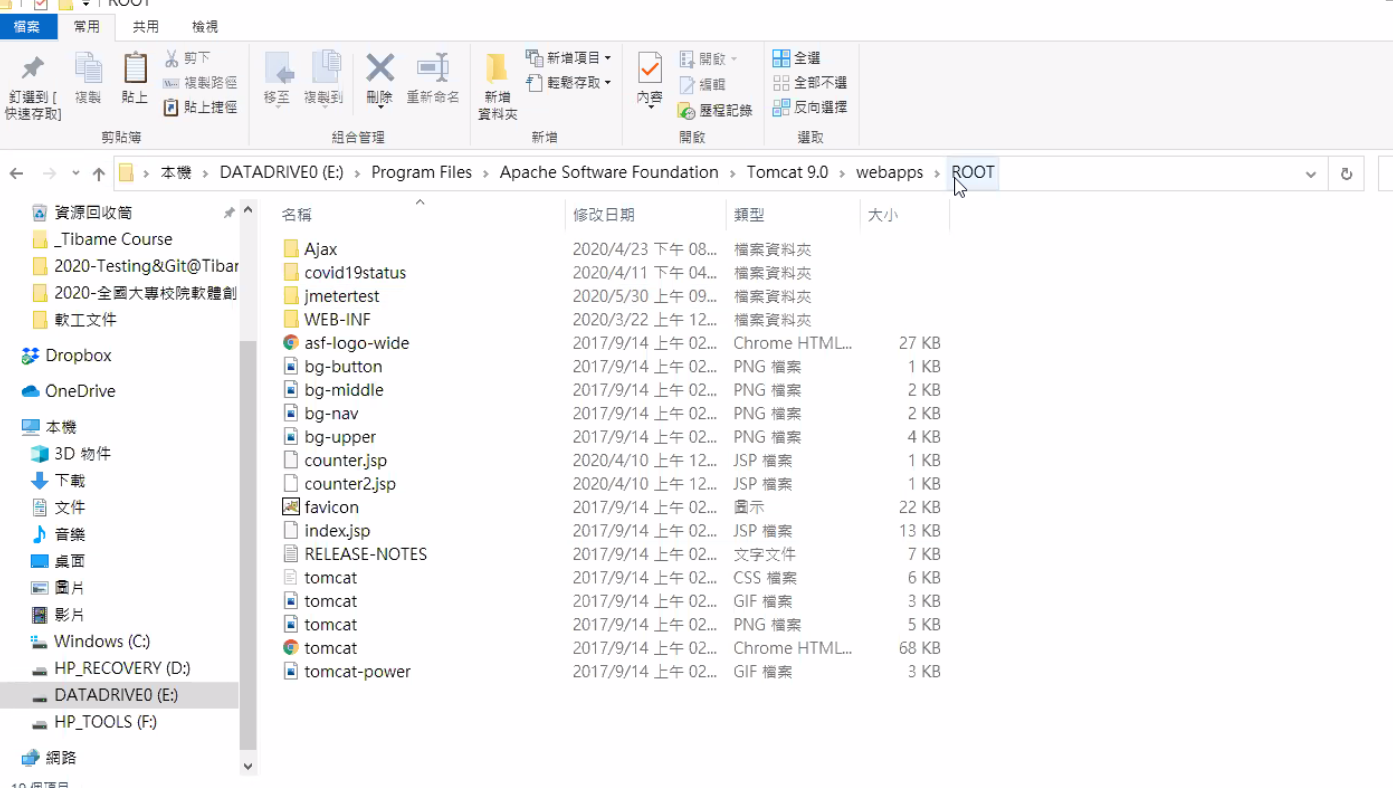 ROOT
檔案 常用 共用 檢視
釘選到 [
快速存取]
複製
貼上
剪下
複製路徑
貼上捷徑
剪貼簿
移至
複製到
刪除
重新命名
組合管理
新增
資料夾
新增項目
輕鬆存取
新增
內容
開啟
編輯
歷程記錄
開啟
全選
全部不選
反向選擇
選取
本機 › DATADRIVE0 (E:) › Program Files › Apache Software Foundation › Tomcat 9.0 › webapps › ROOT
資源回收筒
_Tibame Course
2020-Testing&Git@Tibar
2020-全國大專校院軟體創
軟工文件
Dropbox
OneDrive
本機
3D 物件
下載
文件
音樂
桌面
圖片
影片
Windows (C:)
HP_RECOVERY (D:)
DATADRIVE0 (E:)
HP_TOOLS (F:)
網路
名稱 修改日期 類型 大小
Ajax 2020/4/23 下午 08... 檔案資料夾
covid19status 2020/4/11 下午 04... 檔案資料夾
jmetertest 2020/5/30 上午 09... 檔案資料夾
WEB-INF 2020/3/22 上午 12... 檔案資料夾
asf-logo-wide 2017/9/14 上午 02... Chrome HTML... 27 KB
bg-button 2017/9/14 上午 02... PNG 檔案 1 KB
bg-middle 2017/9/14 上午 02... PNG 檔案 2 KB
bg-nav 2017/9/14 上午 02... PNG 檔案 2 KB
bg-upper 2017/9/14 上午 02... PNG 檔案 4 KB
counter.jsp 2020/4/10 上午 12... JSP 檔案 1 KB
counter2.jsp 2020/4/10 上午 12... JSP 檔案 1 KB
favicon 2017/9/14 上午 02... 圖示 22 KB
index.jsp 2017/9/14 上午 02... JSP 檔案 13 KB
RELEASE-NOTES 2017/9/14 上午 02... 文字文件 7 KB
tomcat 2017/9/14 上午 02... CSS 檔案 6 KB
tomcat 2017/9/14 上午 02... GIF 檔案 3 KB
tomcat 2017/9/14 上午 02... PNG 檔案 5 KB
tomcat 2017/9/14 上午 02... Chrome HTML... 68 KB
tomcat-power 2017/9/14 上午 02... GIF 檔案 3 KB
19 個項目